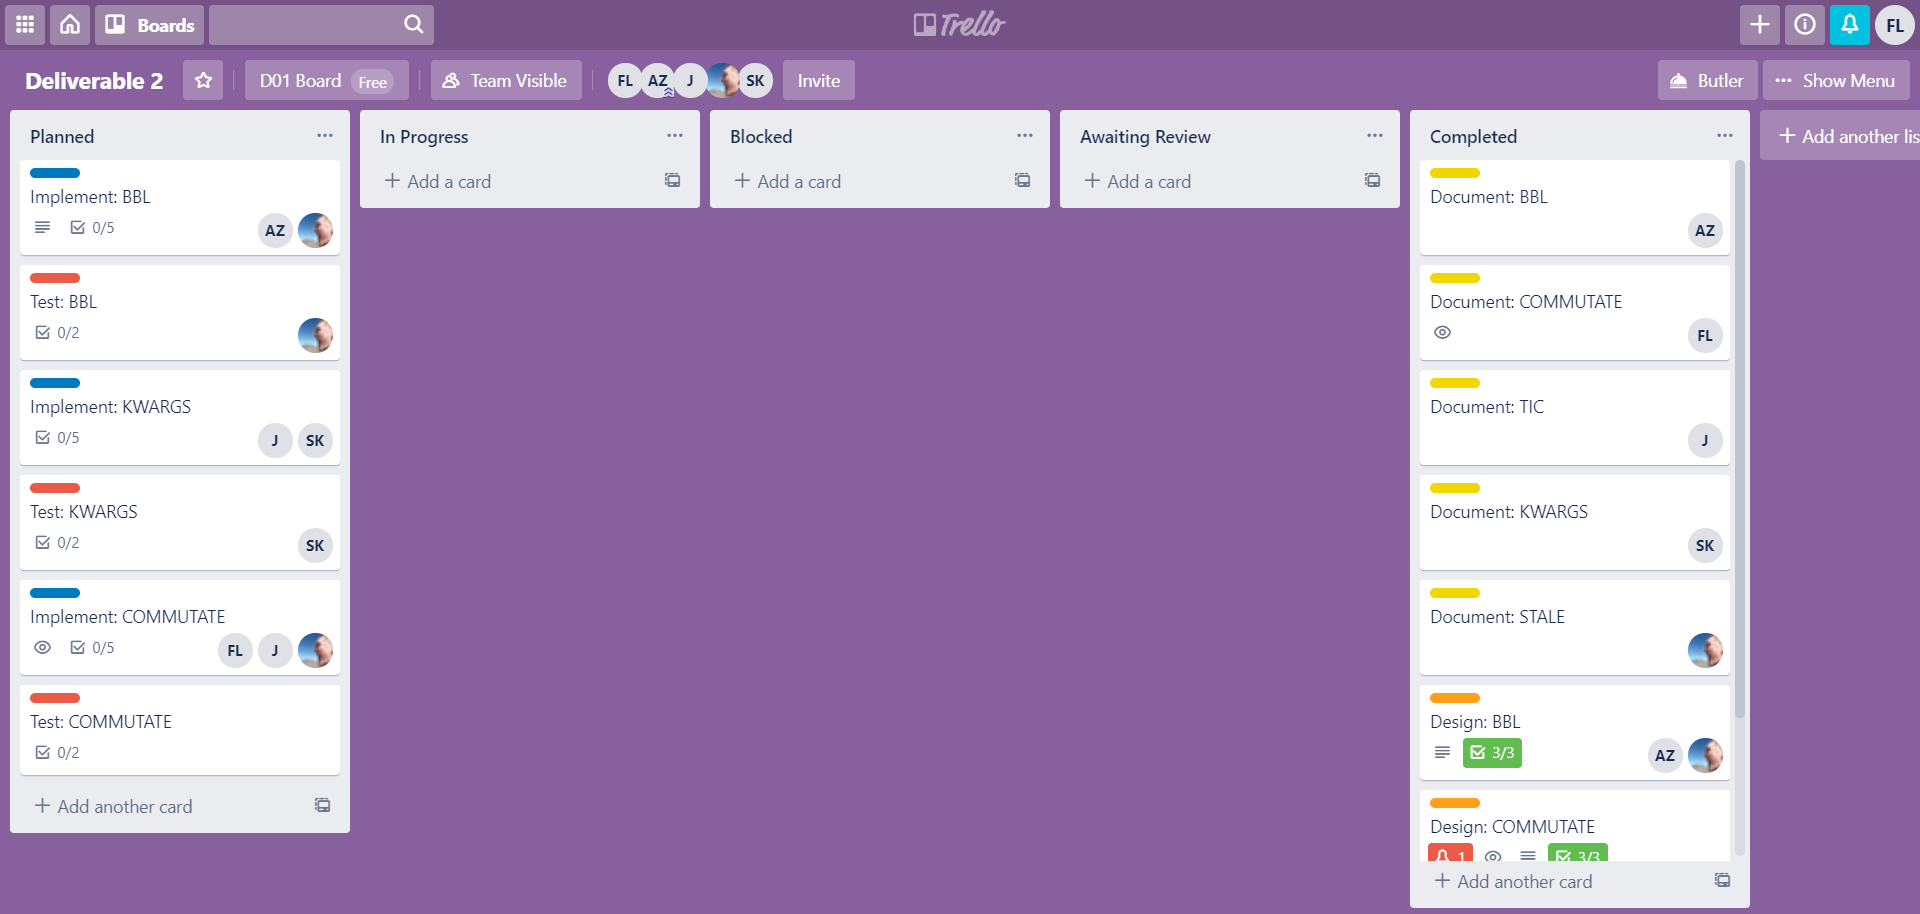 Boards
Trello
FL
Deliverable 2
D01 Board Free
Team Visible
FL AZ J SK
Invite
Butler
Show Menu
Planned
Implement: BBL
0/5
AZ
Test: BBL
0/2
Implement: KWARGS
0/5
J SK
Test: KWARGS
0/2
SK
Implement: COMMUTATE
0/5
FL J
Test: COMMUTATE
0/2
+ Add another card
In Progress
+ Add a card
Blocked
+ Add a card
Awaiting Review
+ Add a card
Completed
Document: BBL
AZ
Document: COMMUTATE
FL
Document: TIC
J
Document: KWARGS
SK
Document: STALE
Design: BBL
3/3
AZ
Design: COMMUTATE
1
3/3
+ Add another card
+ Add another lis